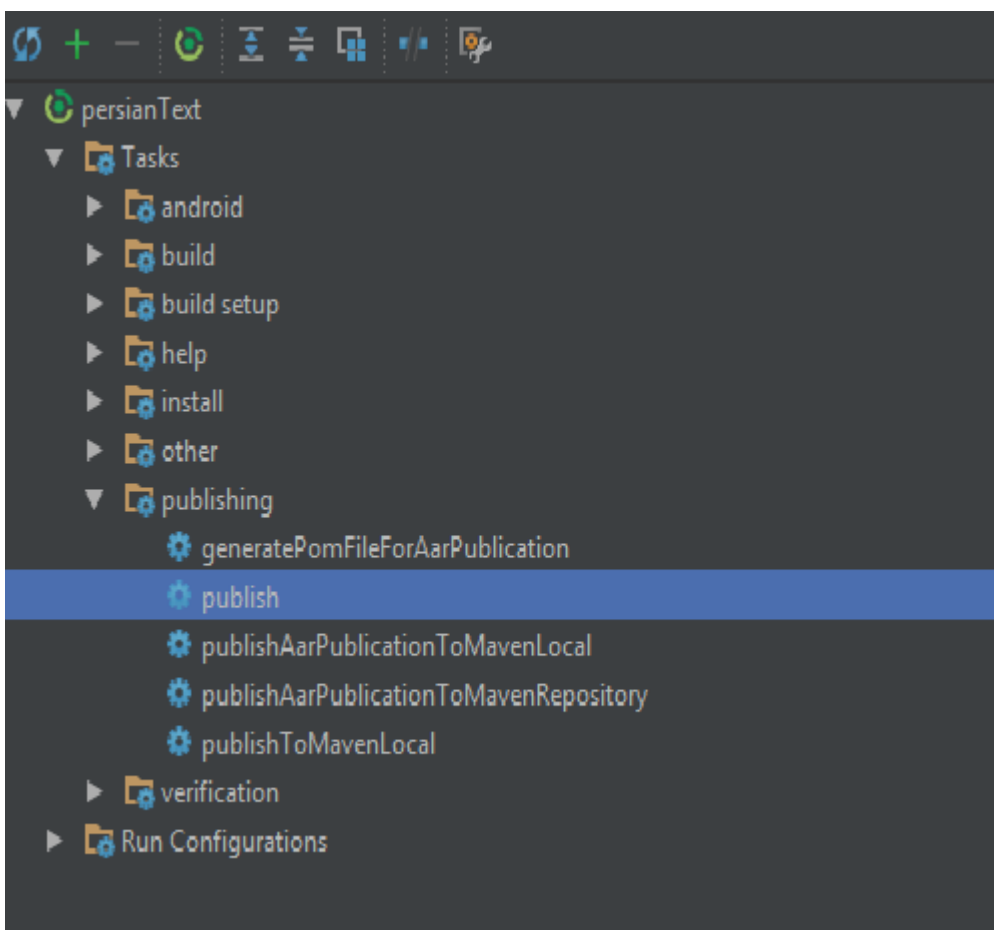 persianText
Tasks
android
build
build setup
help
install
other
publishing
generatePomFileForAarPublication
publish
publishAarPublicationToMavenLocal
publishAarPublicationToMavenRepository
publishToMavenLocal
verification
Run Configurations